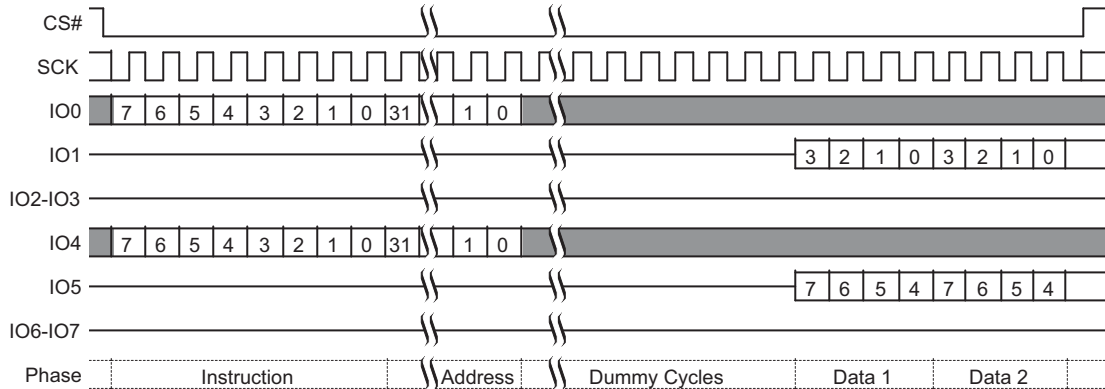 CS#
SCK
IO0 7 6 5 4 3 2 1 0 31 1 0
IO1 3 2 1 0 3 2 1 0
IO2-IO3
IO4 7 6 5 4 3 2 1 0 31 1 0
IO5 7 6 5 4 7 6 5 4
IO6-IO7
Phase Instruction Address Dummy Cycles Data 1 Data 2